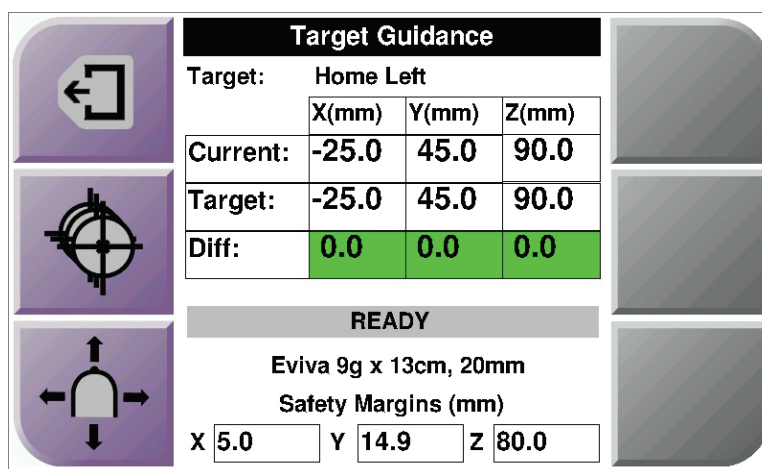 Target Guidance
Target: Home Left
X(mm) Y(mm) Z(mm)
Current: -25.0 45.0 90.0
Target: -25.0 45.0 90.0
Diff: 0.0 0.0 0.0
READY
Eviva 9g x 13cm, 20mm
Safety Margins (mm)
X 5.0 Y 14.9 Z 80.0